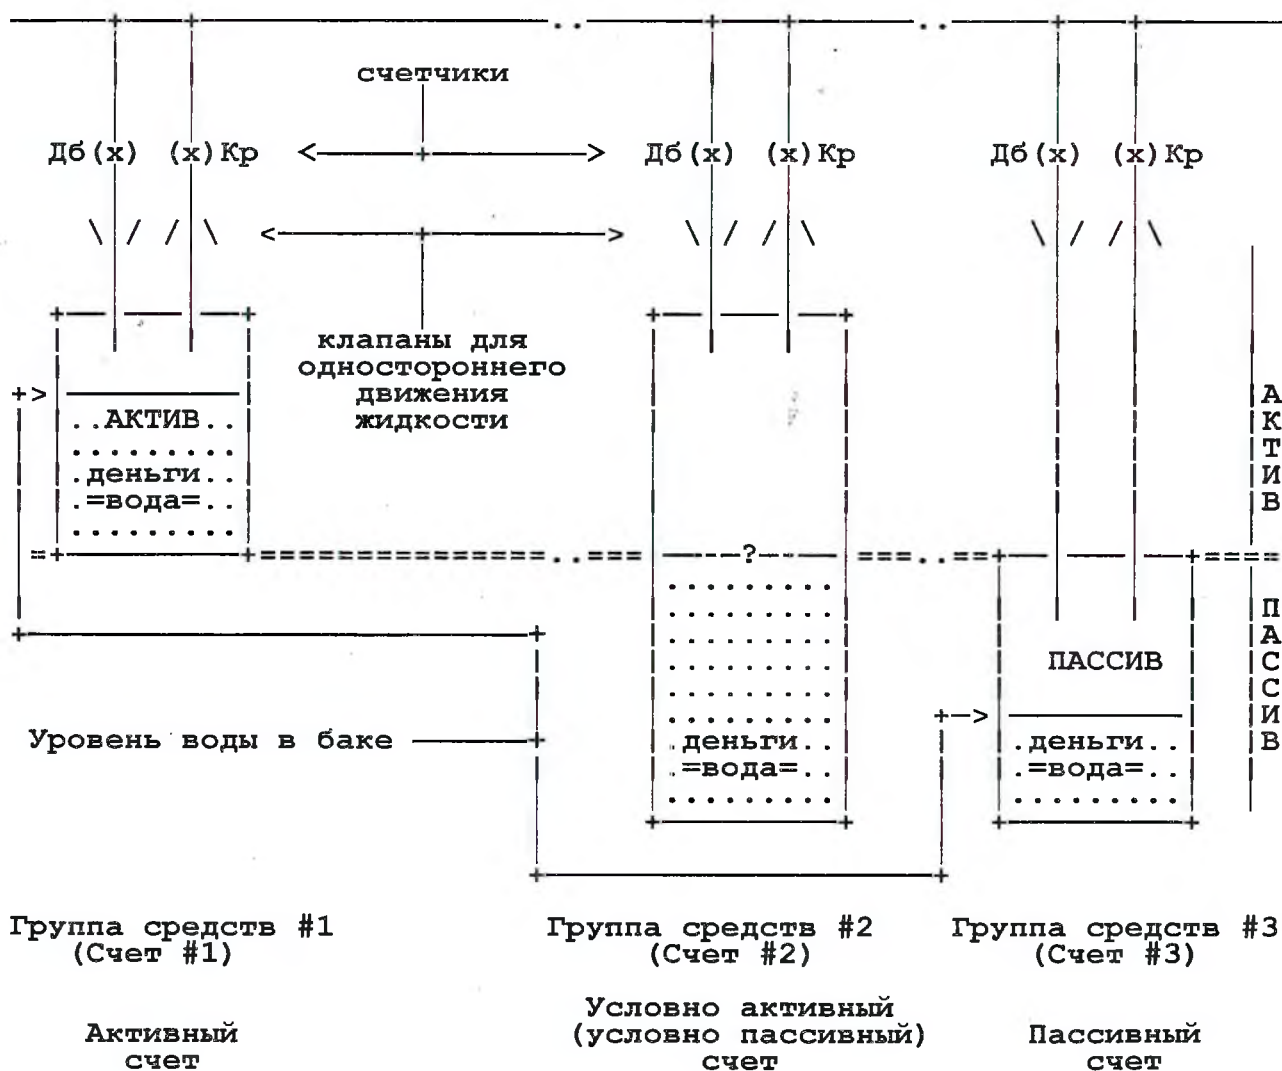 счетчики
Дб(х) (х)Кр
Дб(х) (х)Кр
Дб(х) (х)Кр
клапаны для
одностороннего
движения
жидкости
..АКТИВ..
.деньги..
.=вода=..
?
АКТИВ
ПАССИВ
ПАССИВ
Уровень воды в баке
.деньги..
.=вода=..
.деньги..
.=вода=..
Группа средств #1
(Счет #1)
Группа средств #2
(Счет #2)
Группа средств #3
(Счет #3)
Активный
счет
Условно активный
(условно пассивный)
счет
Пассивный
счет